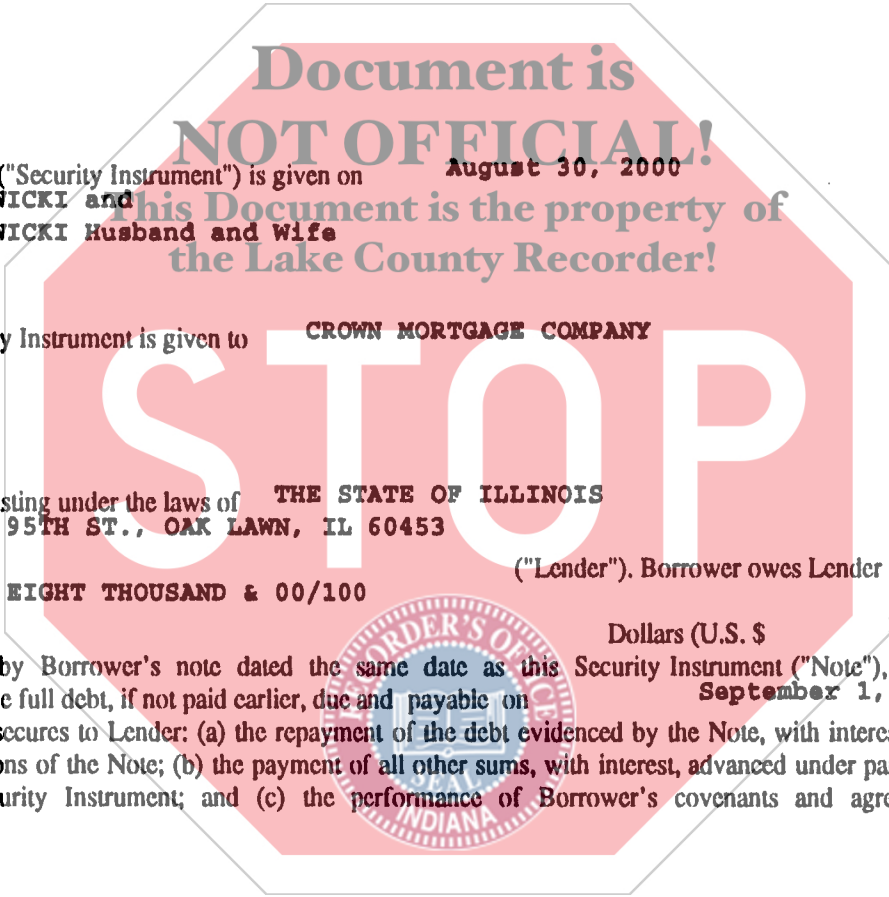 Document is
NOT OFFICIAL!
("Security Instrument") is given on August 30, 2000
NICKI and
This Document is the property of
NICKI Husband and Wife
the Lake County Recorder!
y Instrument is given to CROWN MORTGAGE COMPANY
STOP
sting under the laws of THE STATE OF ILLINOIS
95TH ST., OAK LAWN, IL 60453
("Lender"). Borrower owes Lender
EIGHT THOUSAND & 00/100
Dollars (U.S. $
by Borrower's note dated the same date as this Security Instrument ("Note"),
e full debt, if not paid earlier, due and payable on September 1,
secures to Lender: (a) the repayment of the debt evidenced by the Note, with interes
ons of the Note; (b) the payment of all other sums, with interest, advanced under pa
urity Instrument; and (c) the performance of Borrower's covenants and agre
RECORDER'S OFFICE
SEAL
INDIANA